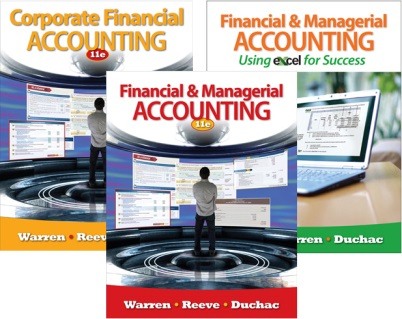 Corporate Financial
ACCOUNTING
11e
Warren • Reeve
Financial & Managerial
ACCOUNTING
Using excel for Success
Warren • Duchac
Financial & Managerial
ACCOUNTING
11e
Warren • Reeve • Duchac